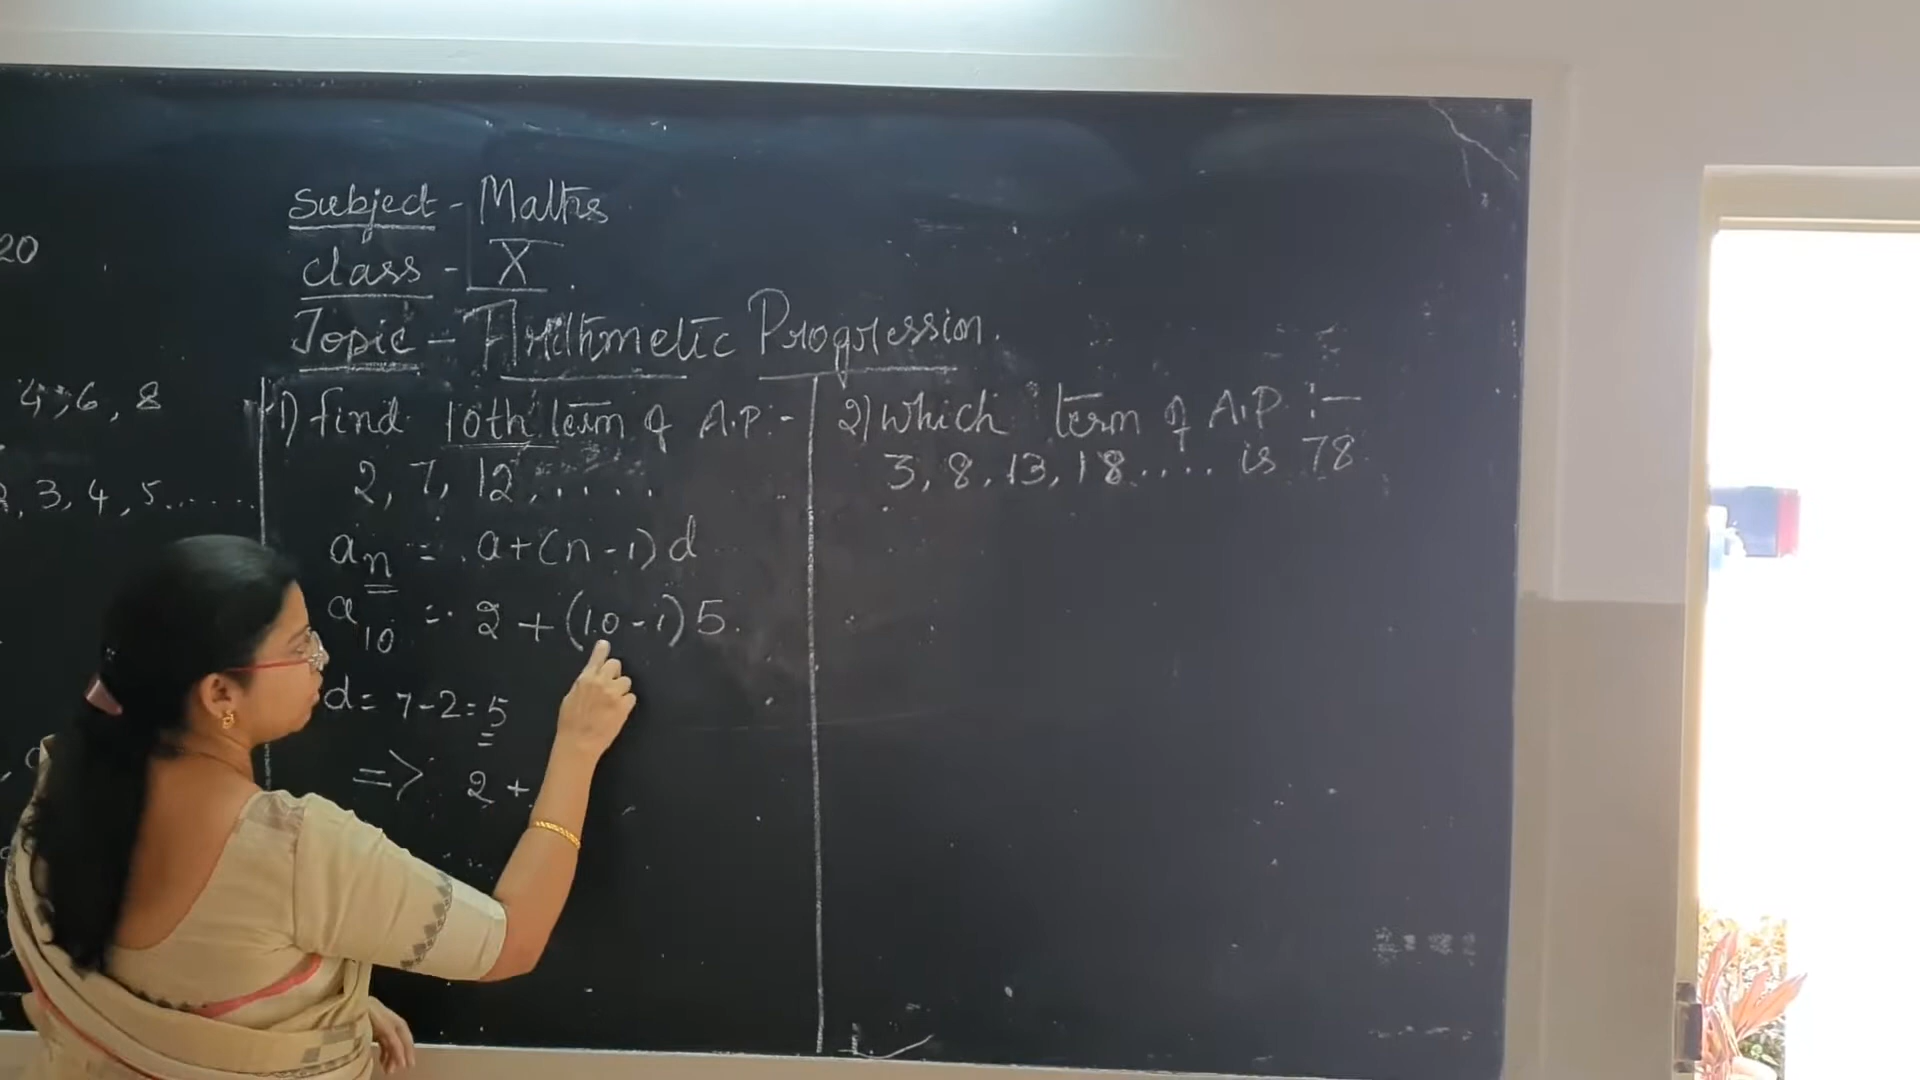 20
4, 6, 8
3, 4, 5.....
Subject - Maths
Class - X
Topic - Arithmetic Progression.
1) find 10th term of A.P:-
2, 7, 12, .....
an = a+(n-1)d
a10 = 2 + (10-1)5.
d = 7-2=5
=> 2 +
2) Which term of A.P :-
3, 8, 13, 18.... is 78